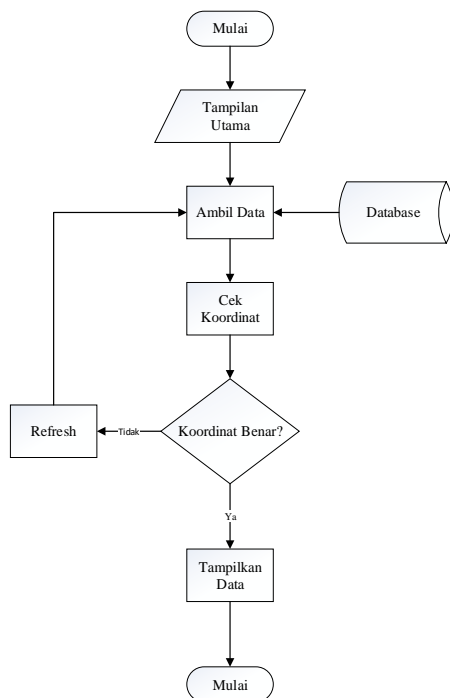 Mulai
Tampilan
Utama
Ambil Data
Database
Cek
Koordinat
Koordinat Benar?
Tidak
Refresh
Ya
Tampilkan
Data
Mulai